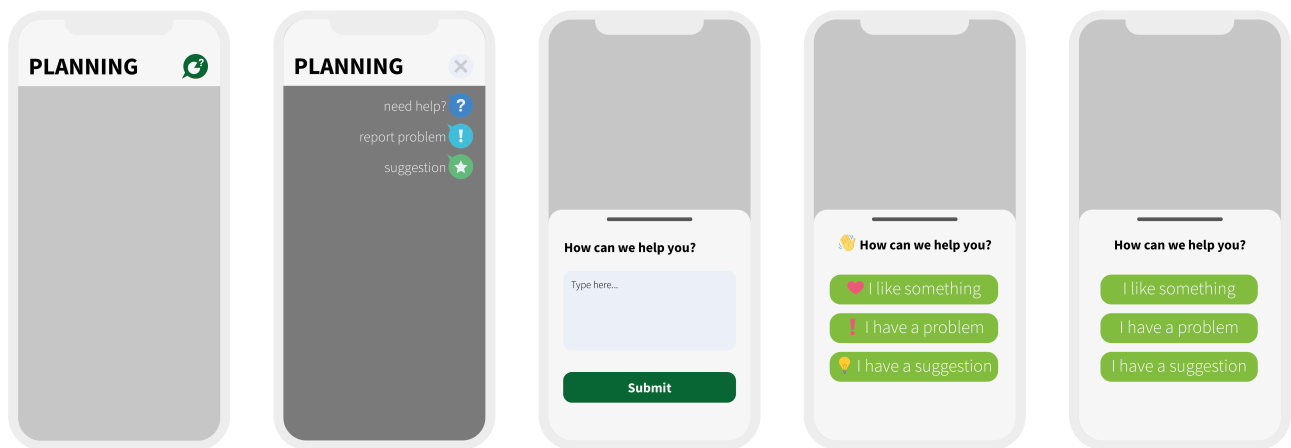 PLANNING
?
PLANNING
need help? ?
report problem !
suggestion
How can we help you?
Type here...
Submit
👋 How can we help you?
❤️ I like something
❗ I have a problem
💡 I have a suggestion
How can we help you?
I like something
I have a problem
I have a suggestion